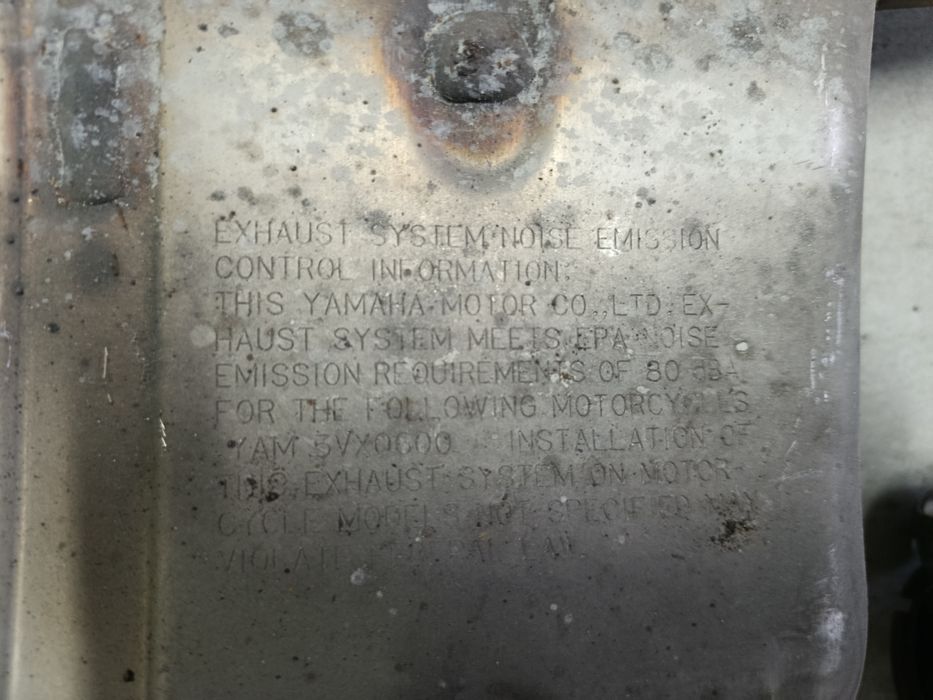 EXHAUST SYSTEM NOISE EMISSION
CONTROL INFORMATION:
THIS YAMAHA MOTOR CO., LTD. EX-
HAUST SYSTEM MEETS EPA NOISE
EMISSION REQUIREMENTS OF 80 dBA
FOR THE FOLLOWING MOTORCYCLES
YAM INSTALLATION OF
THIS EXHAUST SYSTEM ON MOTOR-
CYCLE MODELS NOT SPECIFIED MAY
VIOLATE FEDERAL LAW.